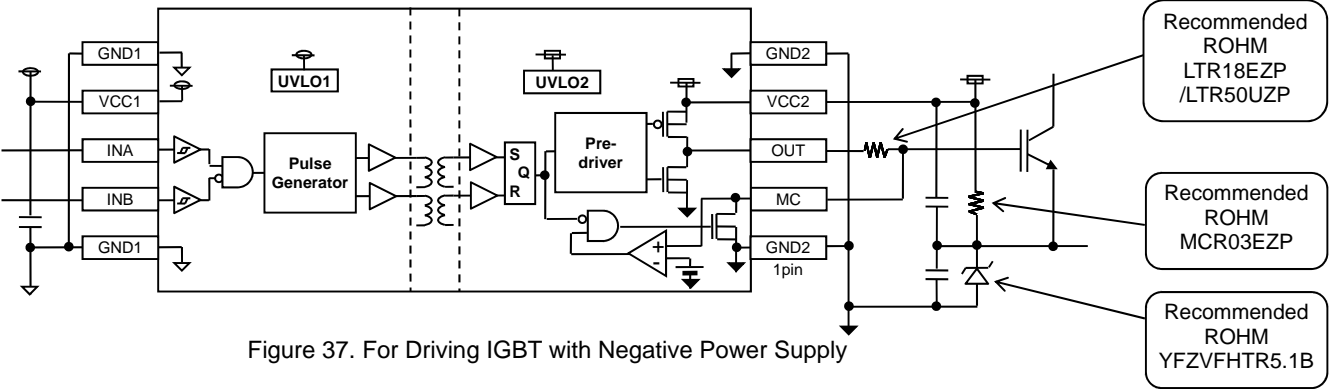 GND1
VCC1
INA
INB
GND1
UVLO1
Pulse
Generator
UVLO2
S
Q
R
Pre-
driver
+
-
GND2
VCC2
OUT
MC
GND2
1pin
Recommended
ROHM
LTR18EZP
/LTR50UZP
Recommended
ROHM
MCR03EZP
Recommended
ROHM
YFZVFHTR5.1B
Figure 37. For Driving IGBT with Negative Power Supply